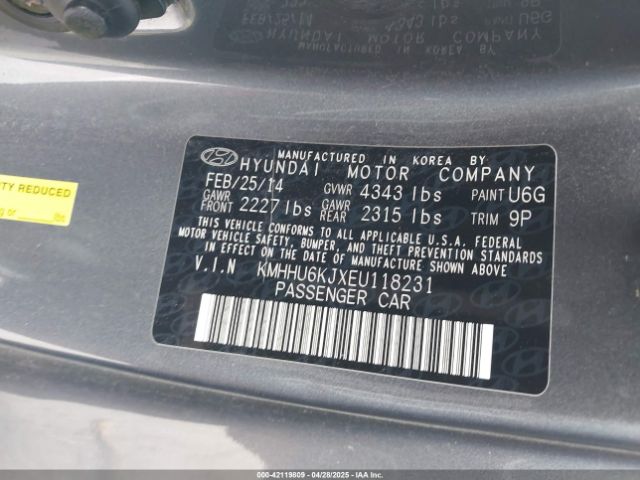 MANUFACTURED IN KOREA BY
HYUNDAI MOTOR COMPANY
FEB/25/14 GVWR 4343 lbs PAINT U6G
GAWR FRONT 2227 lbs GAWR REAR 2315 lbs TRIM 9P
THIS VEHICLE CONFORMS TO ALL APPLICABLE U.S.A. FEDERAL
MOTOR VEHICLE SAFETY, BUMPER, AND THEFT PREVENTION STANDARDS
IN EFFECT ON THE DATE OF MANUFACTURE SHOWN ABOVE.
V.I.N KMHHU6KJXEU118231
PASSENGER CAR
REDUCED
lbs
000-42119809 - 04/28/2025 - IAAI.COM